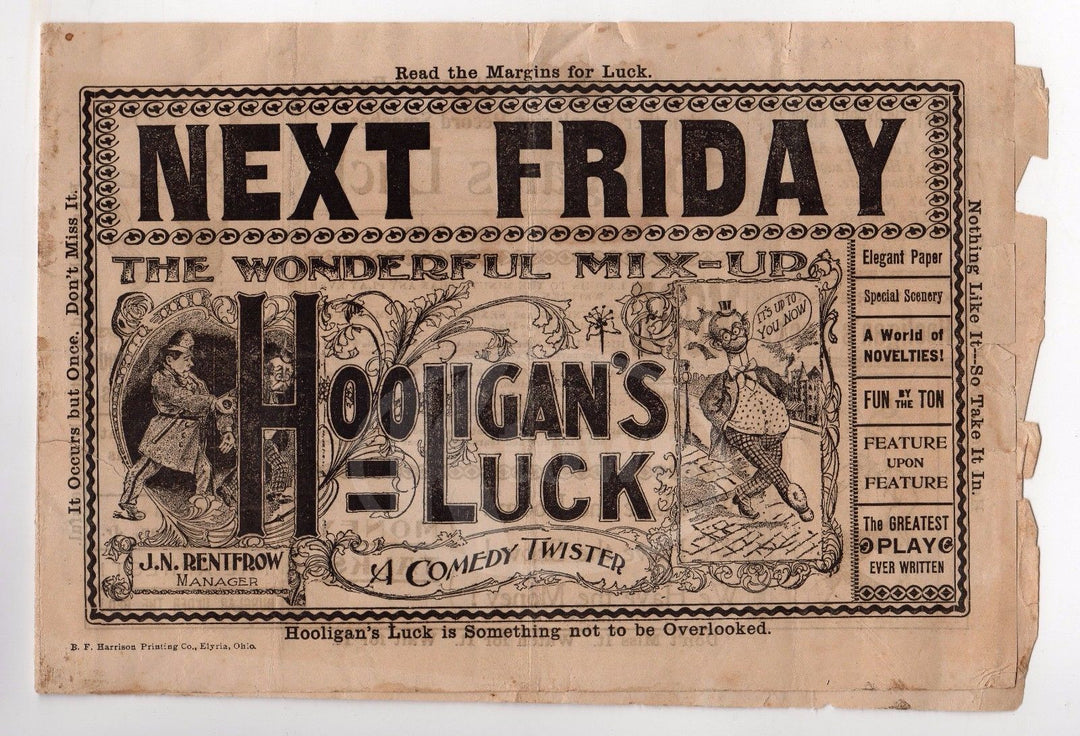 Read the Margins for Luck.
NEXT FRIDAY
It Occurs but Once. Don't Miss It.
THE WONDERFUL MIX-UP
HOOLIGAN'S
=LUCK
A COMEDY TWISTER
J.N. RENTFROW
MANAGER
IT'S UP TO
YOU NOW
Elegant Paper
Special Scenery
A World of
NOVELTIES!
FUN BY THE TON
FEATURE
UPON
FEATURE
The GREATEST
PLAY
EVER WRITTEN
Nothing Like It---So Take It In.
Hooligan's Luck is Something not to be Overlooked.
B. F. Harrison Printing Co., Elyria, Ohio.